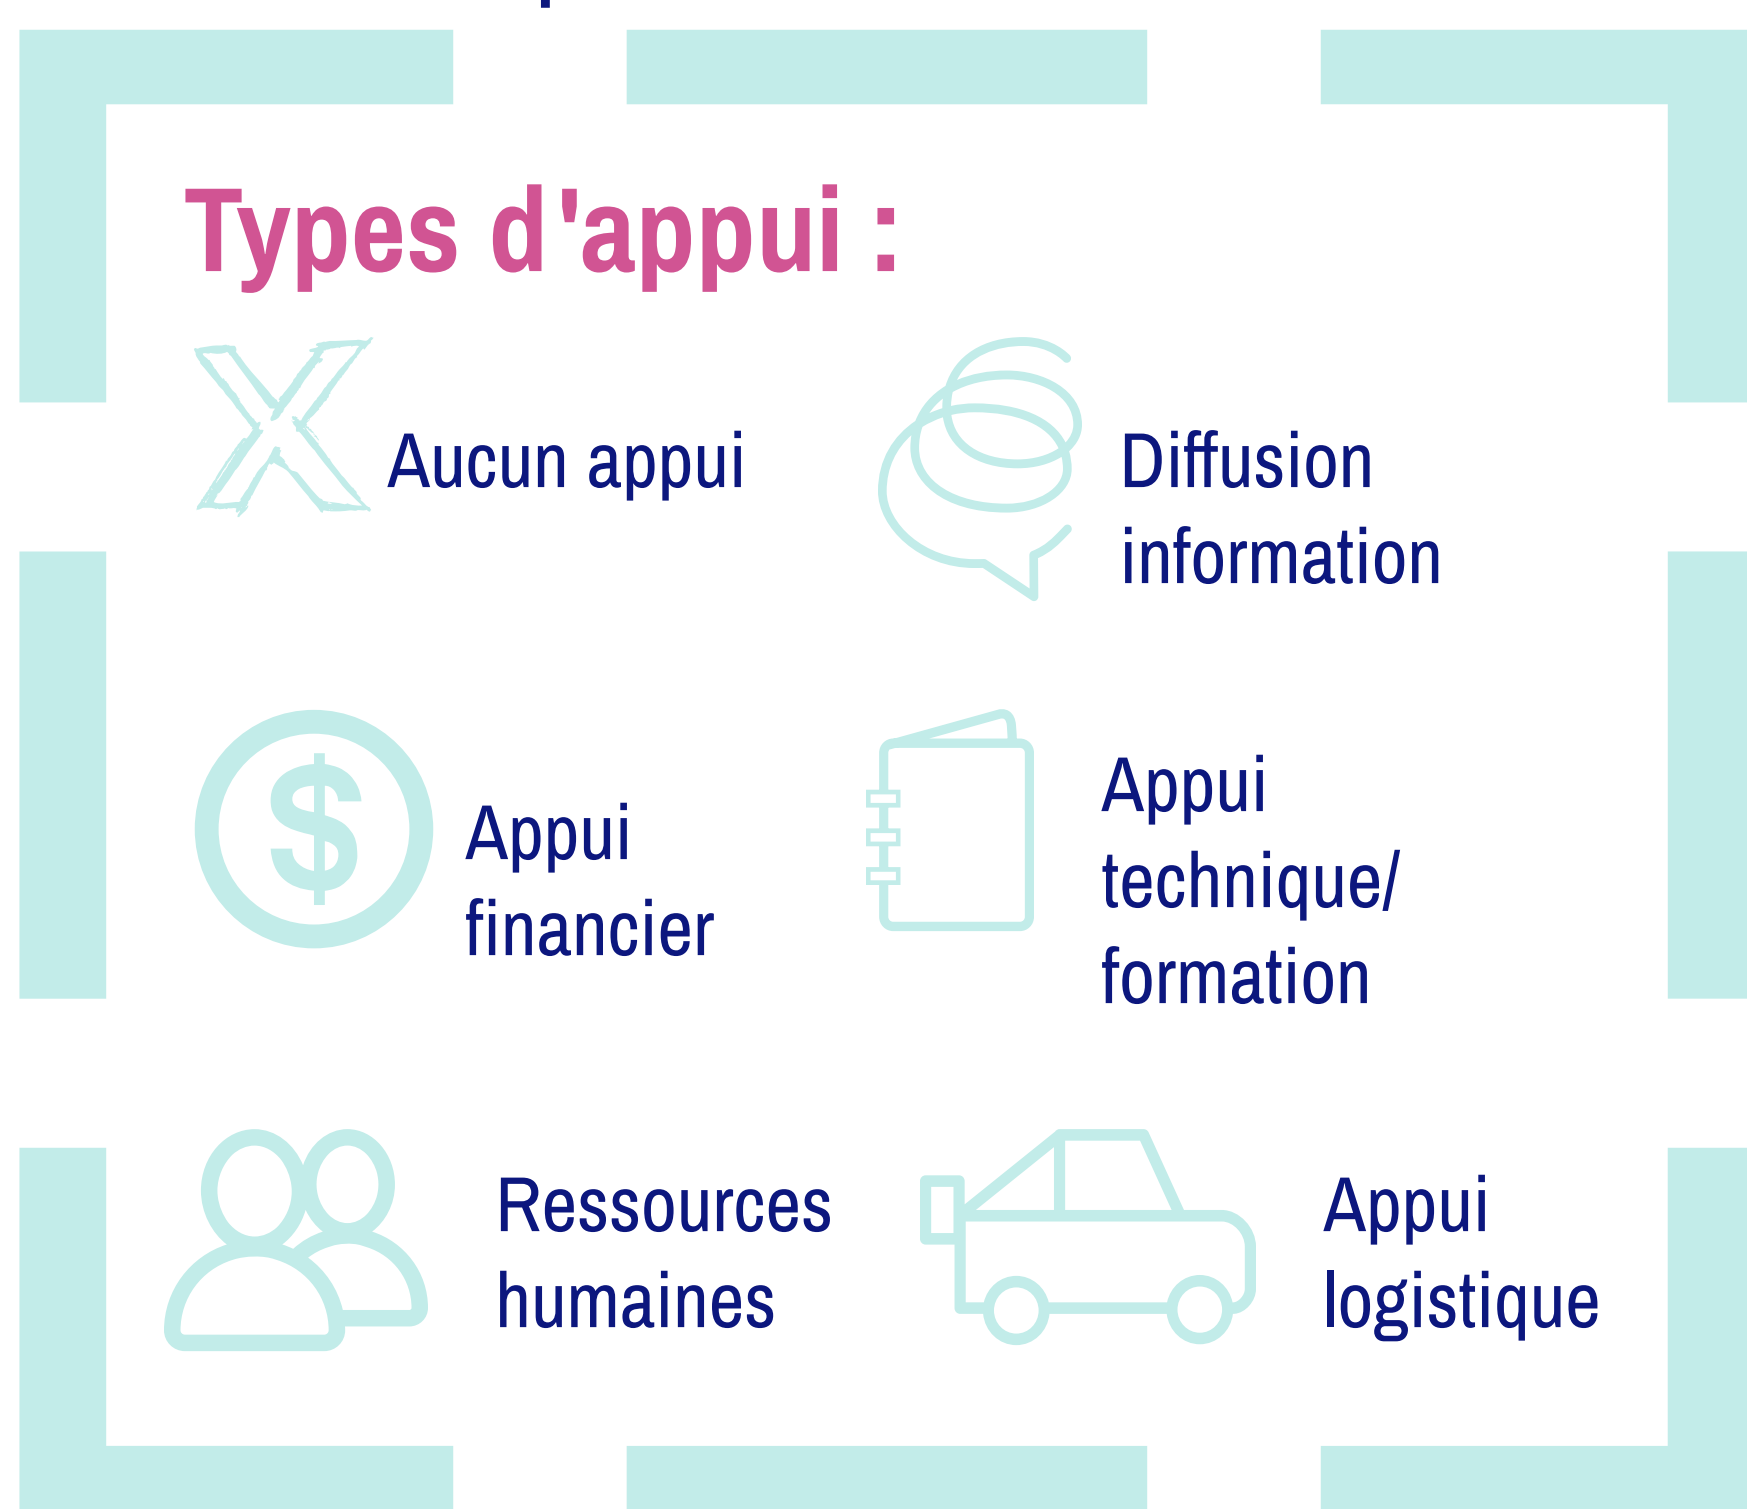 Types d'appui :
Aucun appui
Diffusion
information
Appui
financier
Appui
technique/
formation
Ressources
humaines
Appui
logistique